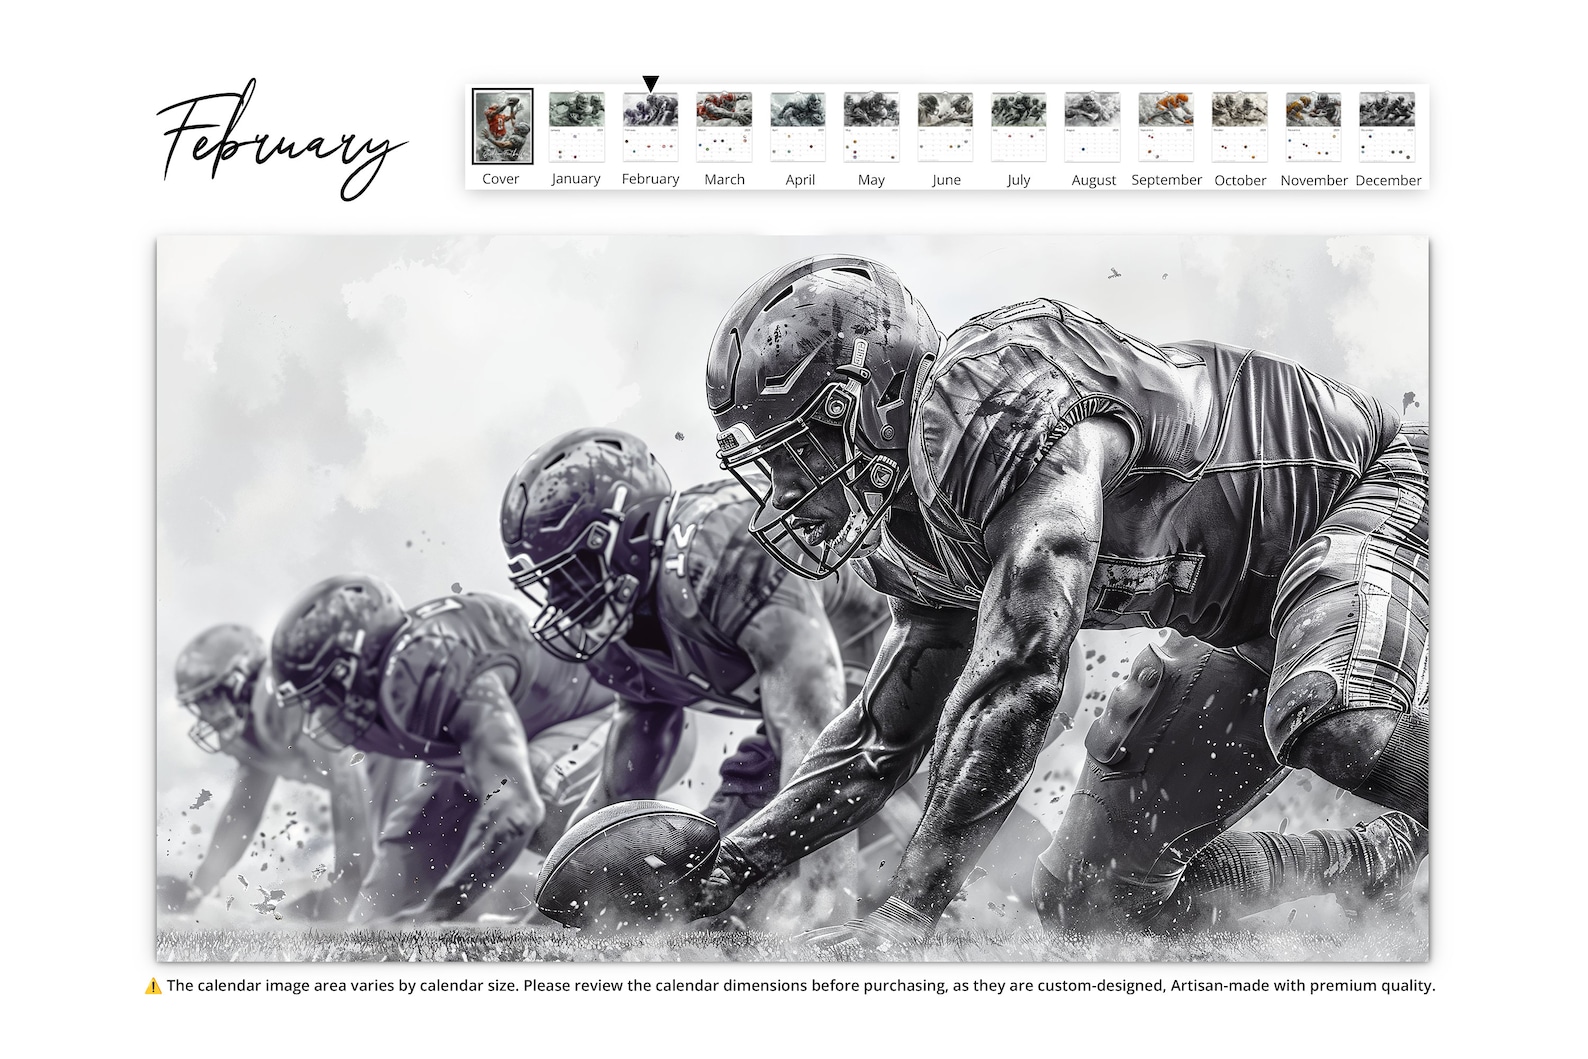 February
Cover January February March April May June July August September October November December
⚠️ The calendar image area varies by calendar size. Please review the calendar dimensions before purchasing, as they are custom-designed, Artisan-made with premium quality.